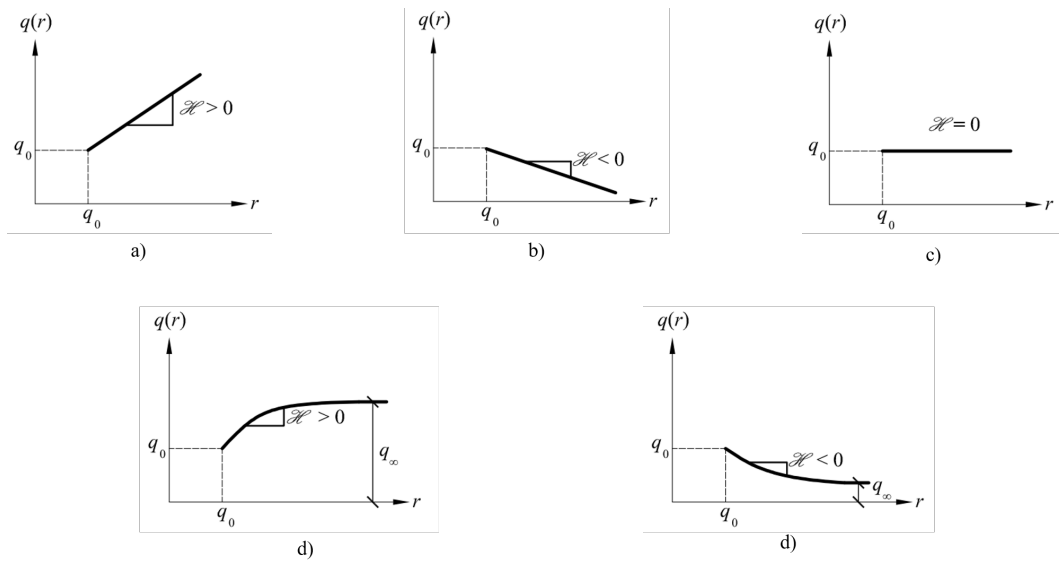 q(r)
ℋ > 0
q₀
r
q₀
a)
q(r)
q₀
ℋ < 0
r
q₀
b)
q(r)
ℋ = 0
q₀
r
q₀
c)
q(r)
ℋ > 0
q₀
q∞
r
q₀
d)
q(r)
q₀
ℋ < 0
q∞
r
q₀
d)